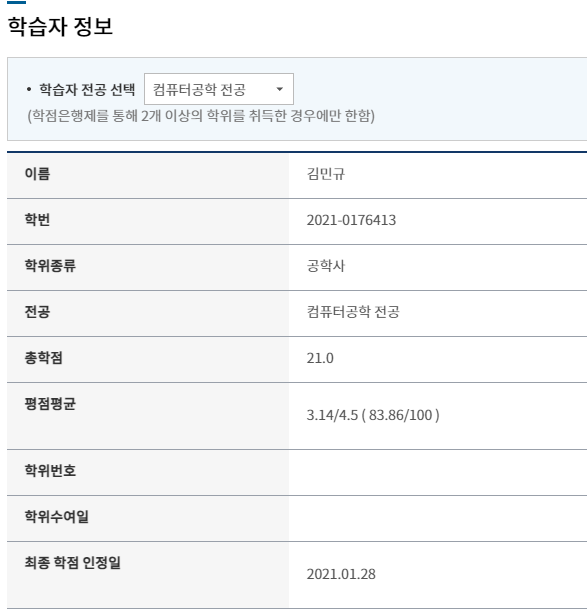 학습자 정보
• 학습자 전공 선택 컴퓨터공학 전공
(학점은행제를 통해 2개 이상의 학위를 취득한 경우에만 한함)
이름 김민규
학번 2021-0176413
학위종류 공학사
전공 컴퓨터공학 전공
총학점 21.0
평점평균 3.14/4.5 ( 83.86/100 )
학위번호
학위수여일
최종 학점 인정일 2021.01.28